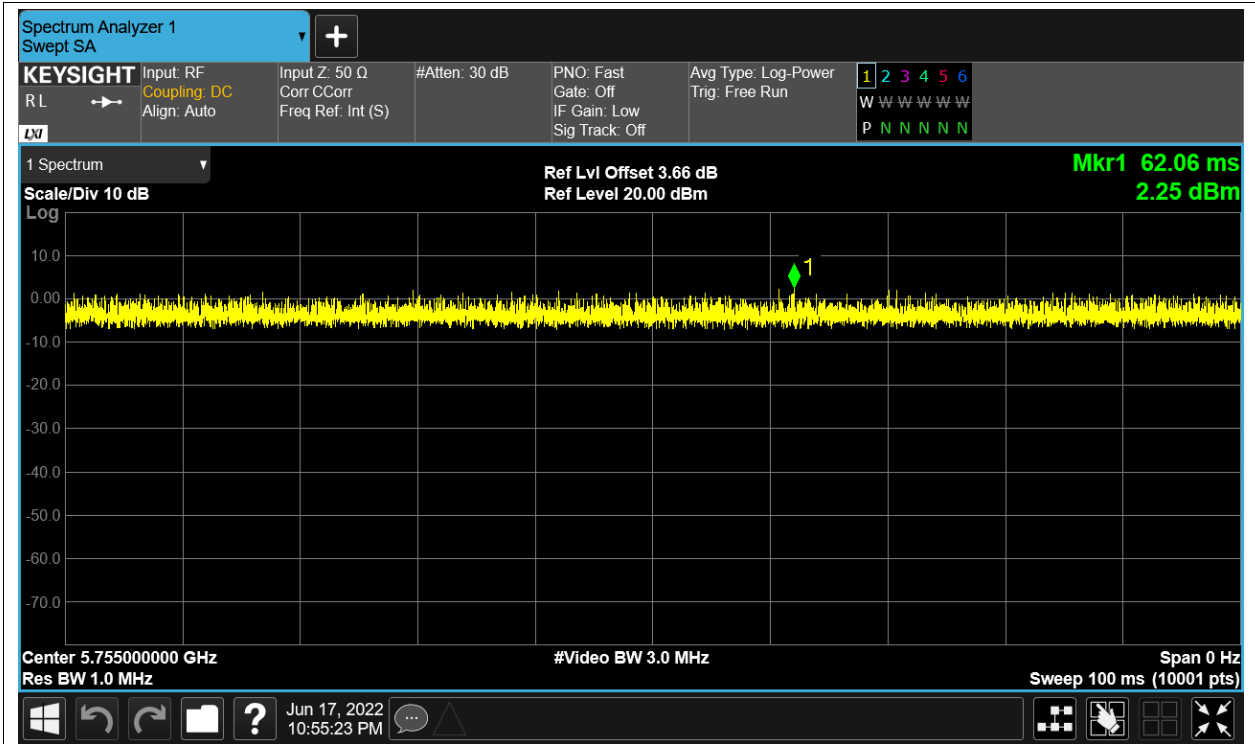 Spectrum Analyzer 1
Swept SA
KEYSIGHT
R L
LXI
Input: RF
Coupling: DC
Align: Auto
Input Z: 50 Ω
Corr CCorr
Freq Ref: Int (S)
#Atten: 30 dB
PNO: Fast
Gate: Off
IF Gain: Low
Sig Track: Off
Avg Type: Log-Power
Trig: Free Run
1 2 3 4 5 6
W W W W W W
P N N N N N
1 Spectrum
Scale/Div 10 dB
Log
Ref Lvl Offset 3.66 dB
Ref Level 20.00 dBm
Mkr1 62.06 ms
2.25 dBm
10.0
1
0.00
-10.0
-20.0
-30.0
-40.0
-50.0
-60.0
-70.0
Center 5.755000000 GHz
Res BW 1.0 MHz
#Video BW 3.0 MHz
Span 0 Hz
Sweep 100 ms (10001 pts)
?
Jun 17, 2022
10:55:23 PM